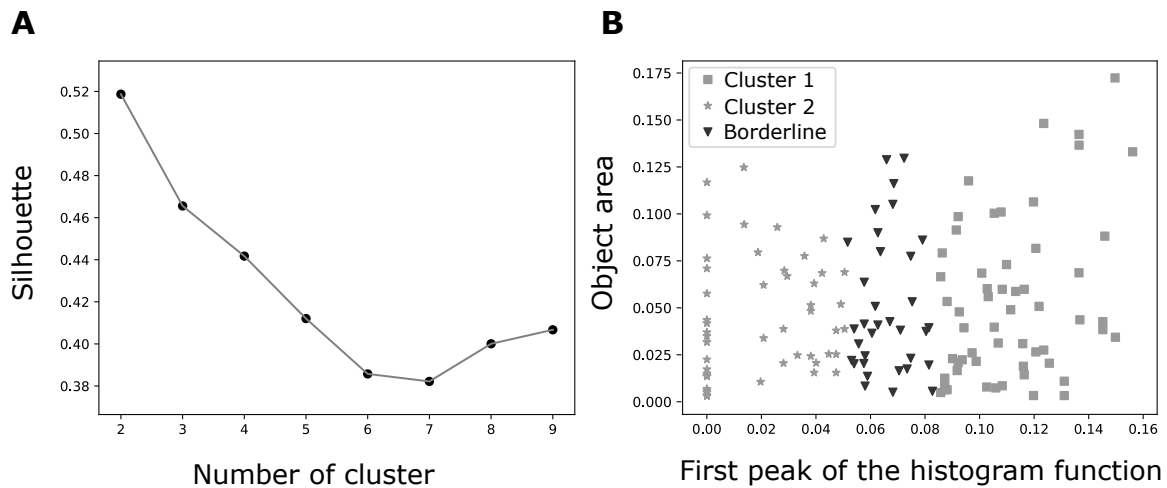 A
Silhouette
0.52
0.50
0.48
0.46
0.44
0.42
0.40
0.38
2 3 4 5 6 7 8 9
Number of cluster
B
Object area
0.175
0.150
0.125
0.100
0.075
0.050
0.025
0.000
Cluster 1
Cluster 2
Borderline
0.00 0.02 0.04 0.06 0.08 0.10 0.12 0.14 0.16
First peak of the histogram function